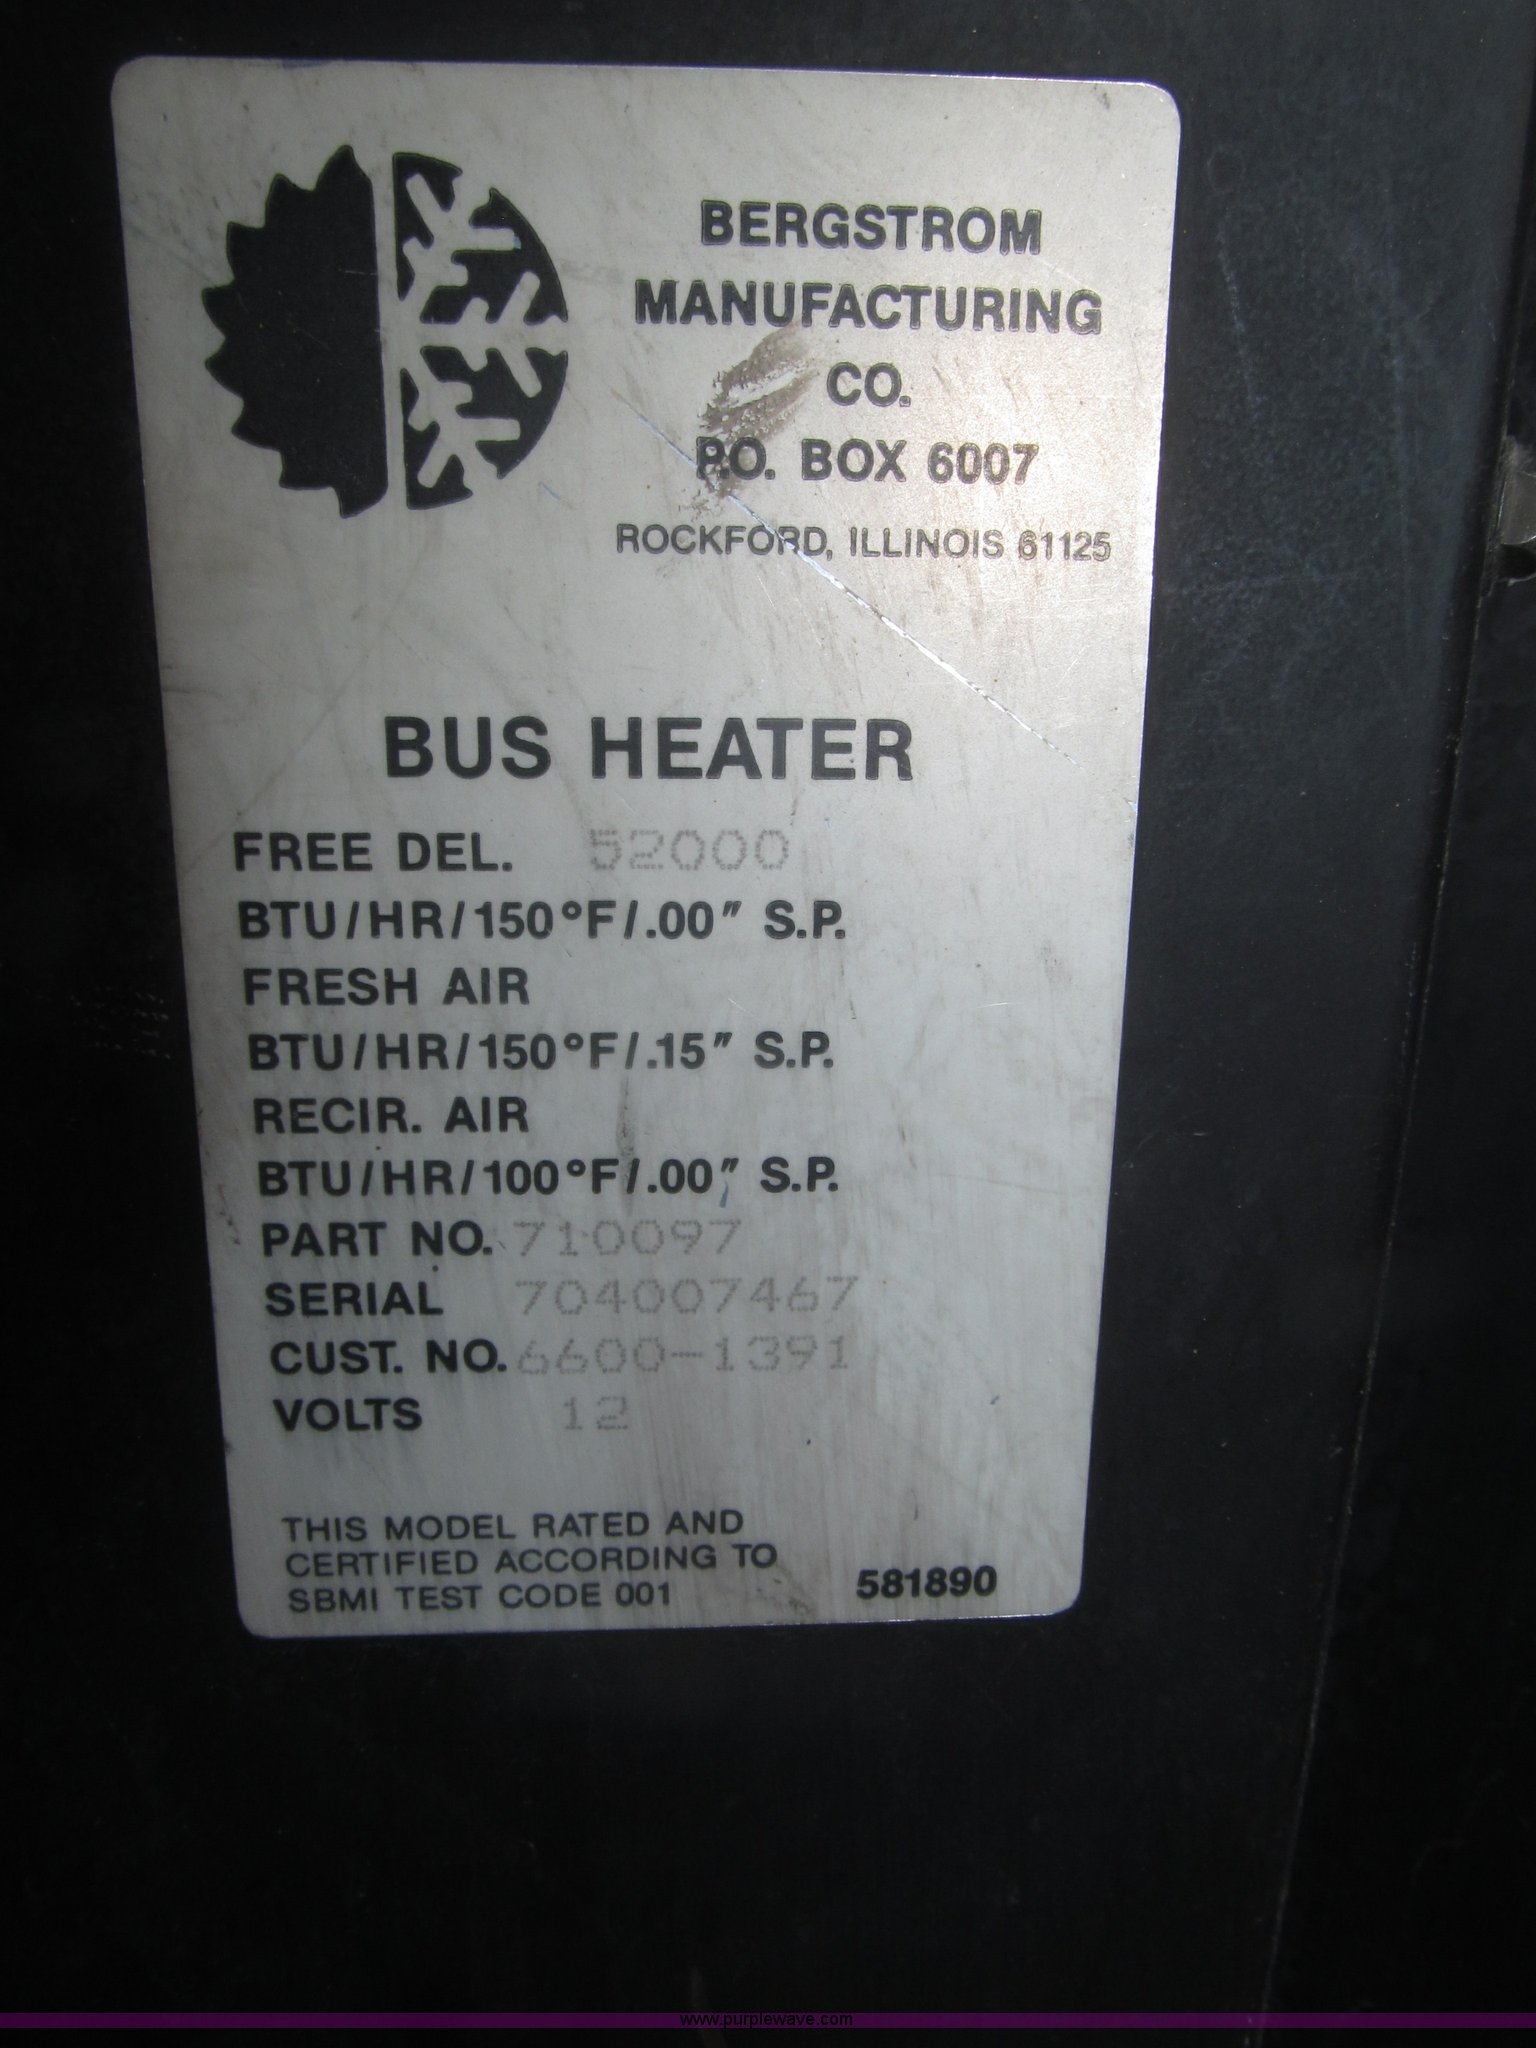 BERGSTROM
MANUFACTURING
CO.
P.O. BOX 6007
ROCKFORD, ILLINOIS 61125
BUS HEATER
FREE DEL. 52000
BTU/HR/150°F/.00" S.P.
FRESH AIR
BTU/HR/150°F/.15" S.P.
RECIR. AIR
BTU/HR/100°F/.00" S.P.
PART NO. 710097
SERIAL 704007467
CUST. NO. 6600-1391
VOLTS 12
THIS MODEL RATED AND
CERTIFIED ACCORDING TO
SBMI TEST CODE 001
581890
www.purplewave.com